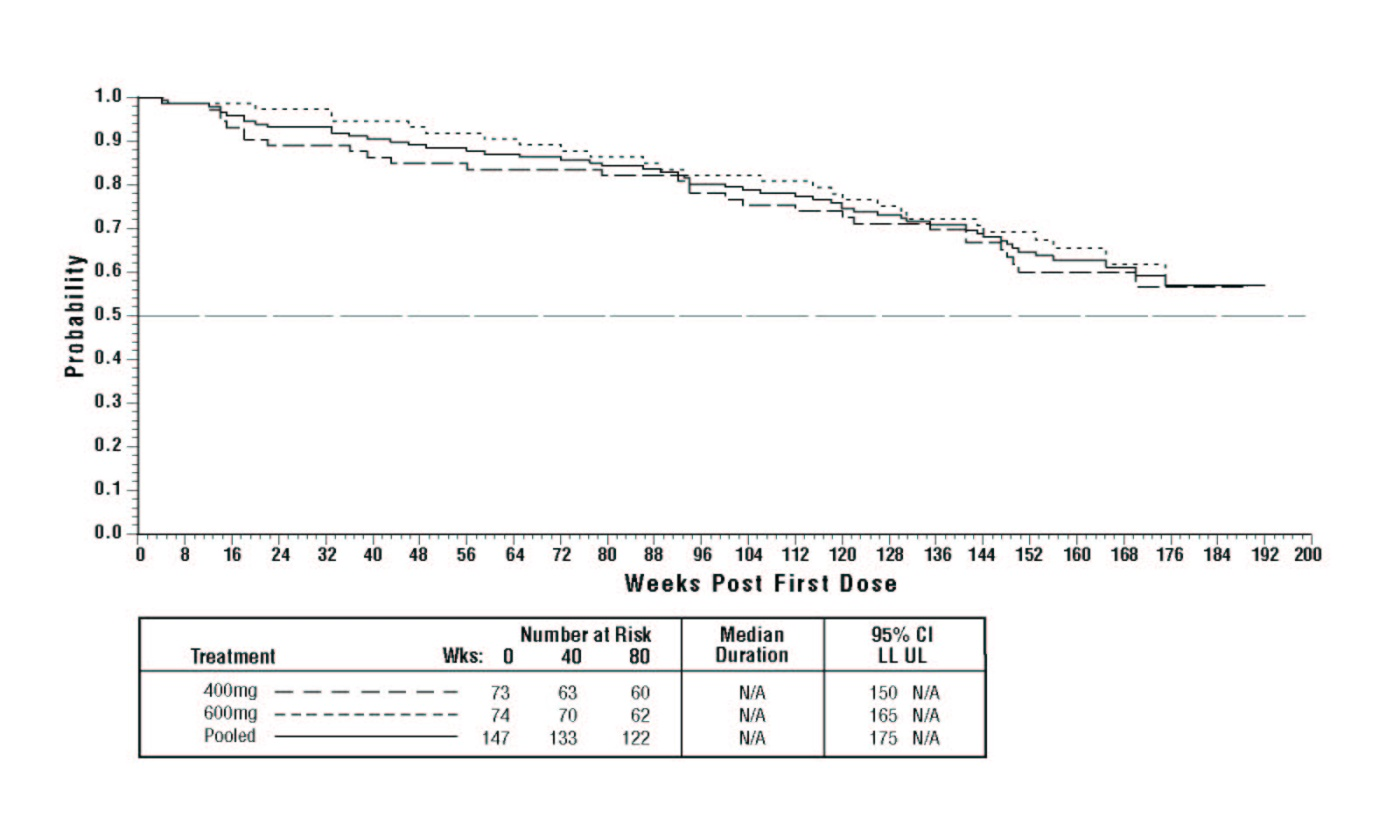 1.0
0.9
0.8
0.7
0.6
0.5
0.4
0.3
0.2
0.1
0.0
Probability
0 8 16 24 32 40 48 56 64 72 80 88 96 104 112 120 128 136 144 152 160 168 176 184 192 200
Weeks Post First Dose
Number at Risk Median 95% CI
Treatment Wks: 0 40 80 Duration LL UL
400mg 73 63 60 N/A 150 N/A
600mg 74 70 62 N/A 165 N/A
Pooled 147 133 122 N/A 175 N/A